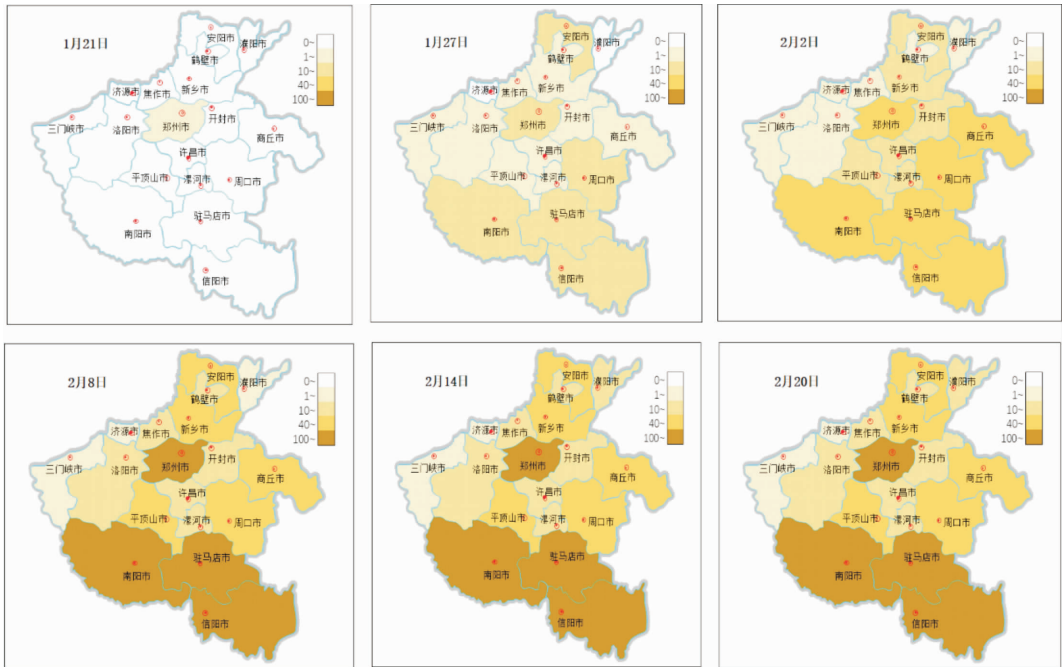 1月21日
0~
1~
10~
40~
100~
安阳市
濮阳市
鹤壁市
新乡市
济源市
焦作市
三门峡市
洛阳市
郑州市
开封市
商丘市
许昌市
平顶山市
漯河市
周口市
驻马店市
南阳市
信阳市
1月27日
0~
1~
10~
40~
100~
安阳市
濮阳市
鹤壁市
新乡市
济源市
焦作市
三门峡市
洛阳市
郑州市
开封市
商丘市
许昌市
平顶山市
漯河市
周口市
驻马店市
南阳市
信阳市
2月2日
0~
1~
10~
40~
100~
安阳市
濮阳市
鹤壁市
新乡市
济源市
焦作市
三门峡市
洛阳市
郑州市
开封市
商丘市
许昌市
平顶山市
漯河市
周口市
驻马店市
南阳市
信阳市
2月8日
0~
1~
10~
40~
100~
安阳市
濮阳市
鹤壁市
新乡市
济源市
焦作市
三门峡市
洛阳市
郑州市
开封市
商丘市
许昌市
平顶山市
漯河市
周口市
驻马店市
南阳市
信阳市
2月14日
0~
1~
10~
40~
100~
安阳市
濮阳市
鹤壁市
新乡市
济源市
焦作市
三门峡市
洛阳市
郑州市
开封市
商丘市
许昌市
平顶山市
漯河市
周口市
驻马店市
南阳市
信阳市
2月20日
0~
1~
10~
40~
100~
安阳市
濮阳市
鹤壁市
新乡市
济源市
焦作市
三门峡市
洛阳市
郑州市
开封市
商丘市
许昌市
平顶山市
漯河市
周口市
驻马店市
南阳市
信阳市